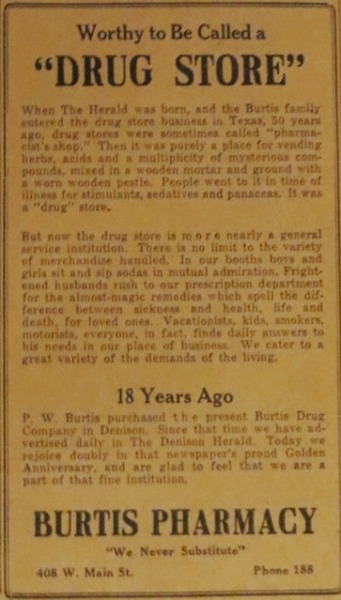 Worthy to Be Called a
"DRUG STORE"
When The Herald was born, and the Burtis family
entered the drug store business in Texas, 50 years
ago, drug stores were sometimes called "pharma-
cist's shop." Then it was purely a place for vending
herbs, acids and a multiplicity of mysterious com-
pounds, mixed in a wooden mortar and ground with
a worn wooden pestle. People went to it in time of
illness for stimulants, sedatives and panaceas. It was
a "drug" store.
But now the drug store is more nearly a general
service institution. There is no limit to the variety
of merchandise handled. In our booths boys and
girls sit and sip sodas in mutual admiration. Fright-
ened husbands rush to our prescription department
for the almost-magic remedies which spell the dif-
ference between sickness and health, life and
death, for loved ones. Vacationists, kids, smokers,
motorists, everyone, in fact, finds daily answers to
his needs in our place of business. We cater to a
great variety of the demands of the living.
18 Years Ago
P. W. Burtis purchased the present Burtis Drug
Company in Denison. Since that time we have ad-
vertised daily in The Denison Herald. Today we
rejoice doubly in that newspaper's proud Golden
Anniversary, and are glad to feel that we are a
part of that fine institution.
BURTIS PHARMACY
"We Never Substitute"
408 W. Main St. Phone 188